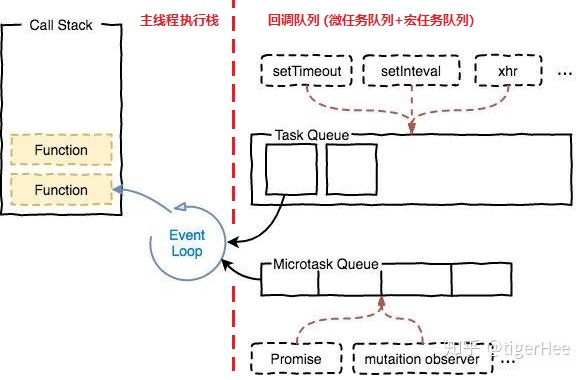 Call Stack
主线程执行栈
回调队列 (微任务队列+宏任务队列)
setTimeout
setInteval
xhr
...
Task Queue
Function
Function
Event
Loop
Microtask Queue
Promise
mutaition observer
...
知乎 @tigerHee